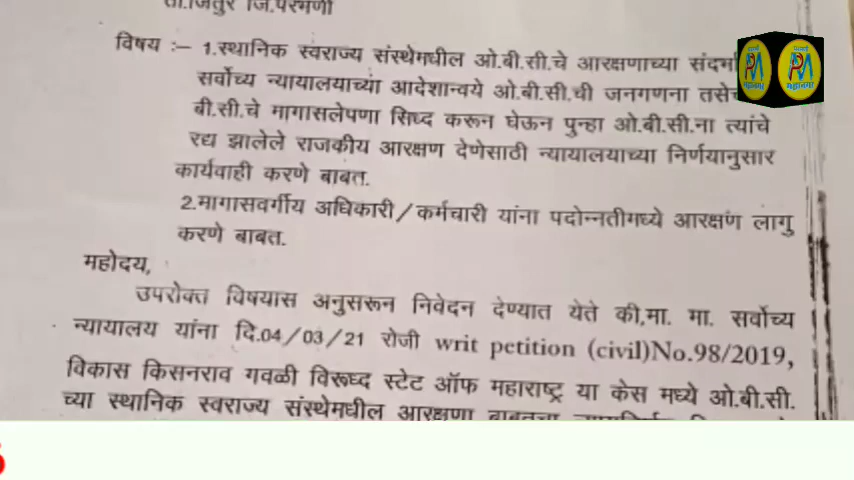 ता.जितुर जि.परभणी
विषय :– 1.स्थानिक स्वराज्य संस्थेमधील ओ.बी.सी.चे आरक्षणाच्या
सर्वोच्च न्यायालयाच्या आदेशान्वये ओ.बी.सी.ची जनगणना
बी.सी.चे मागासलेपणा सिध्द करून घेऊन पुन्हा ओ.बी.सी.ना त्यांचे
रद्य झालेले राजकीय आरक्षण देणेसाठी न्यायालयाच्या निर्णयानुसार
कार्यवाही करणे बाबत.
2.मागासवर्गीय अधिकारी/कर्मचारी यांना पदोन्नतीमध्ये आरक्षण लागु
करणे बाबत.
महोदय,
उपरोक्त विषयास अनुसरून निवेदन देण्यात येते की,मा. मा. सर्वोच्य
न्यायालय यांना दि.04/03/21 रोजी writ petition (civil)No.98/2019,
विकास किसनराव गवळी विरूध्द स्टेट ऑफ महाराष्ट्र या केस मध्ये ओ.बी.सी.
च्या स्थानिक स्वराज्य संस्थेमधील आरक्षणा
PM
PM